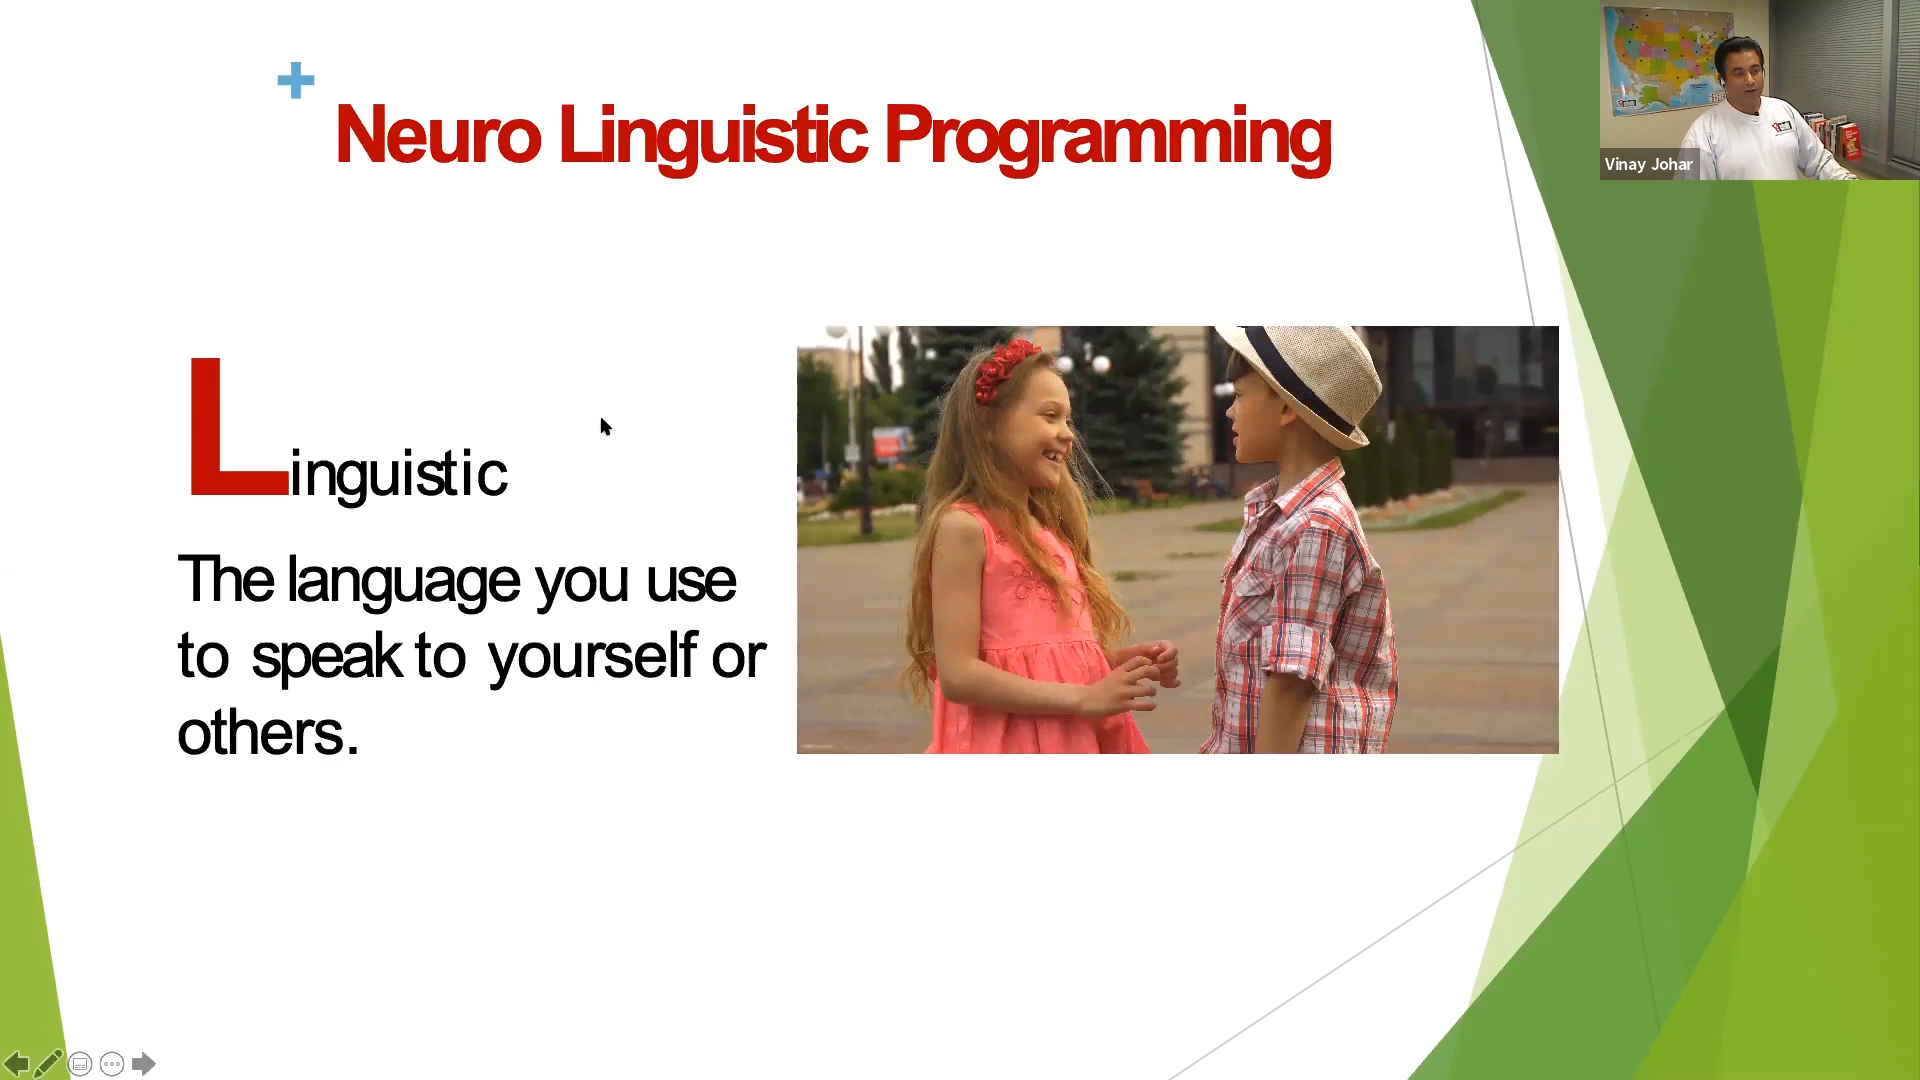 Neuro Linguistic Programming
Linguistic
The language you use
to speak to yourself or
others.
Vinay Johar